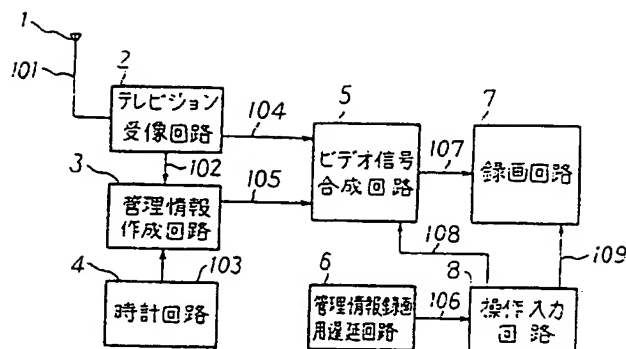 1
101
2
テレビジョン
受像回路
104
5
ビデオ信号
合成回路
107
7
録画回路
102
3
管理情報
作成回路
105
4
時計回路
103
6
管理情報録画
用遅延回路
106
108
8
操作入力
回路
109